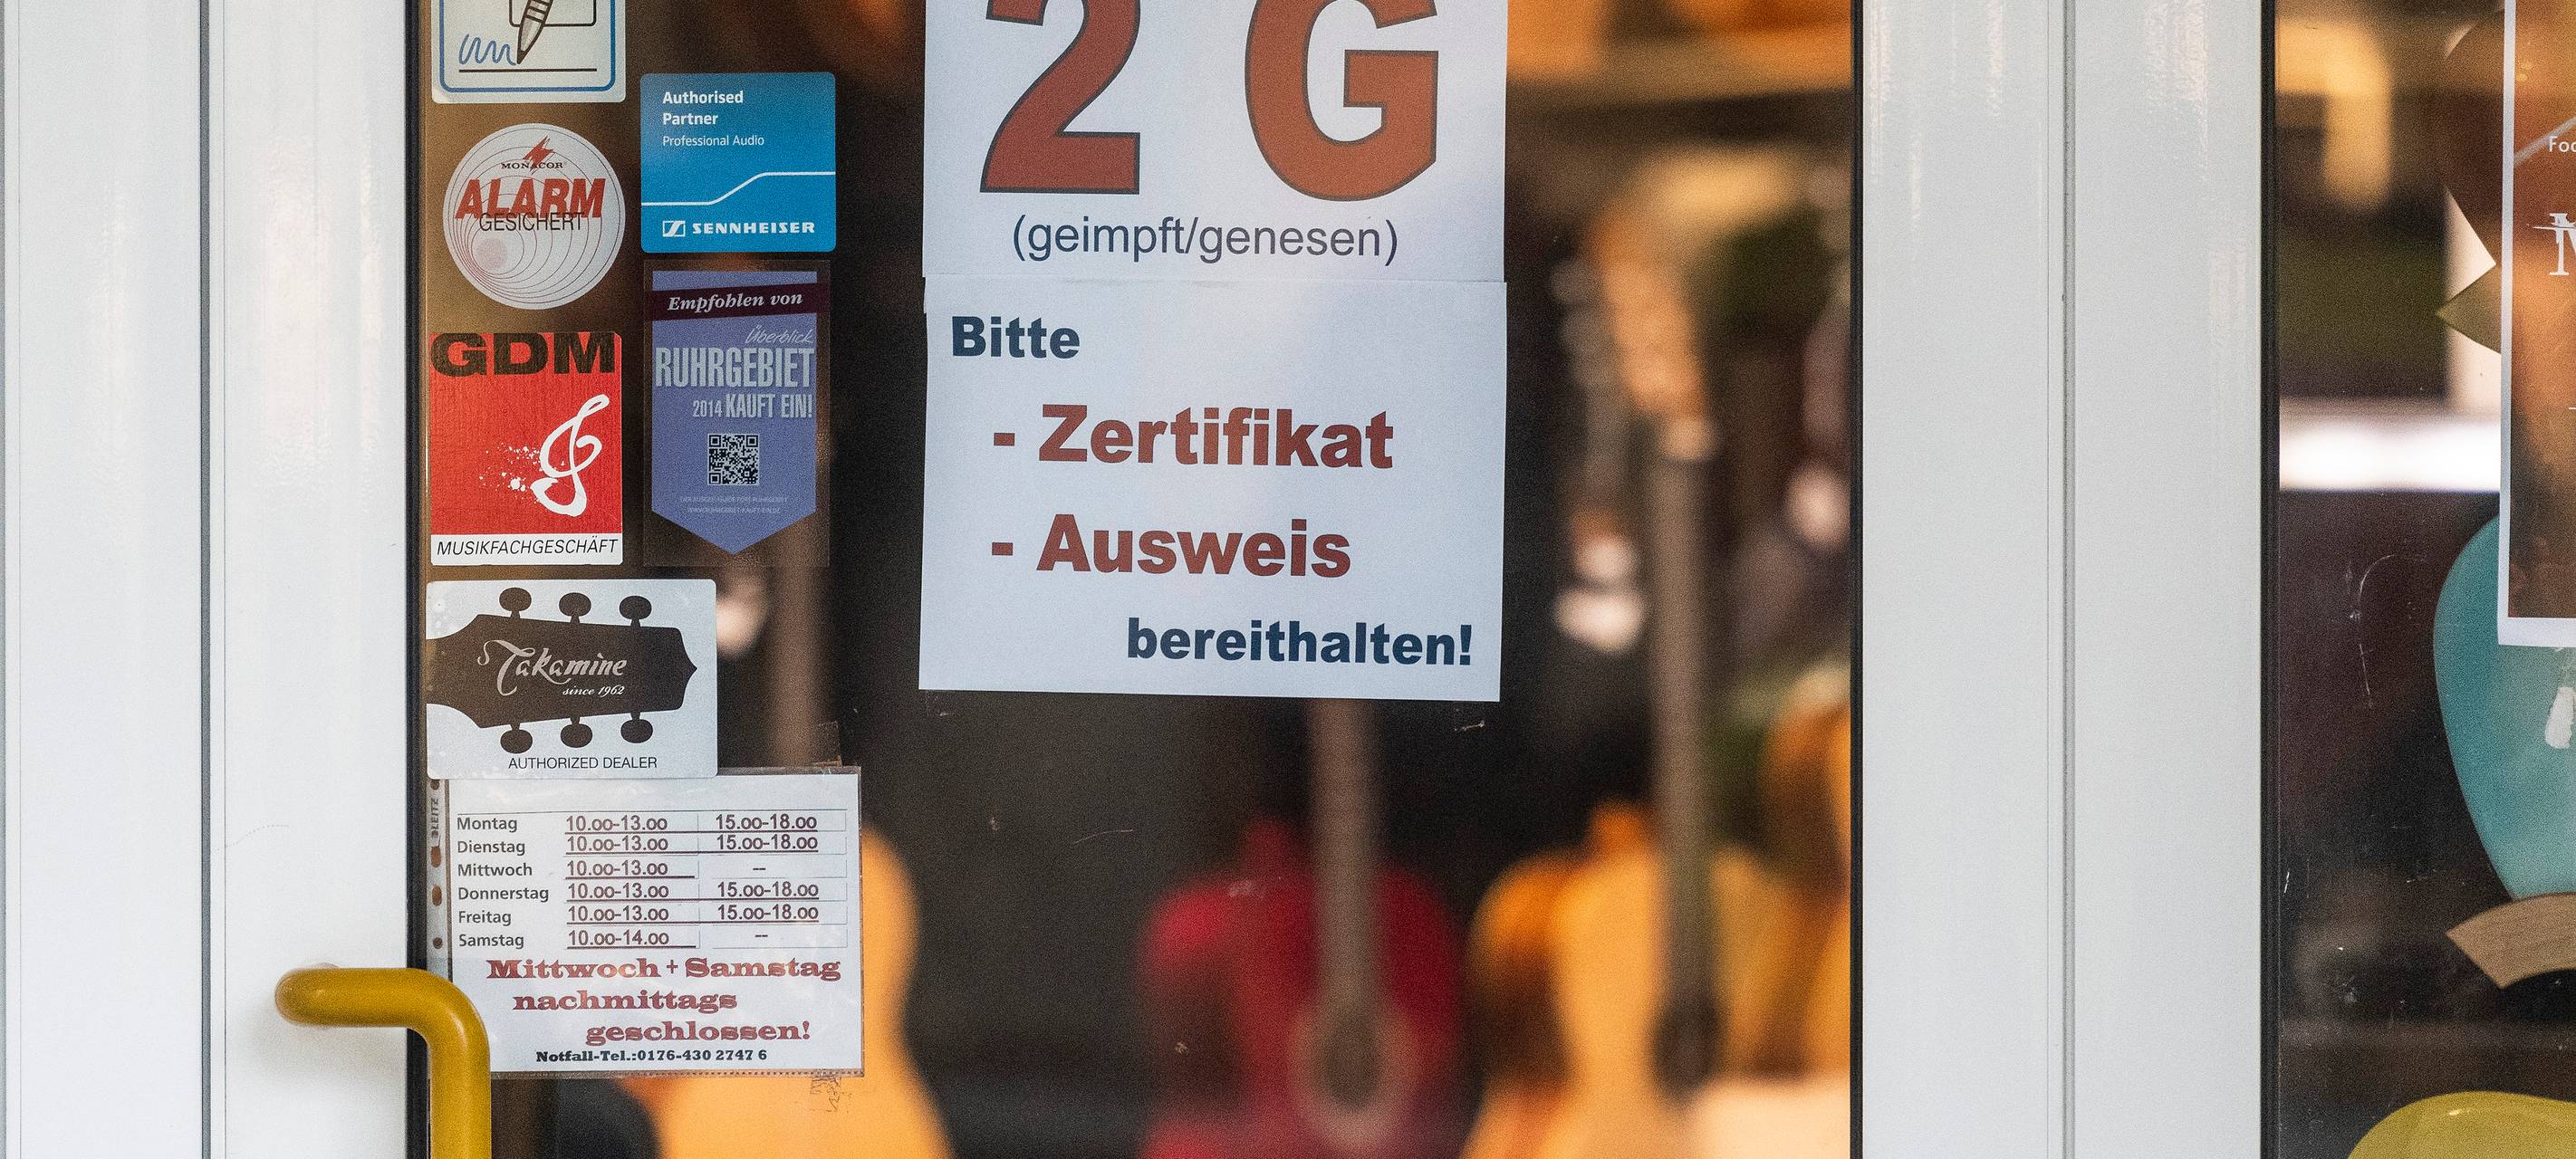 Authorised
Partner
Professional Audio
SENNHEISER
MONACOR
ALARM
GESICHERT
GDM
MUSIKFACHGESCHÄFT
Empfohlen von
Überblick
RUHRGEBIET
2014 KAUFT EIN!
Takamine
since 1962
AUTHORIZED DEALER
LEITZ
Montag 10.00-13.00 15.00-18.00
Dienstag 10.00-13.00 15.00-18.00
Mittwoch 10.00-13.00 --
Donnerstag 10.00-13.00 15.00-18.00
Freitag 10.00-13.00 15.00-18.00
Samstag 10.00-14.00 --
Mittwoch + Samstag
nachmittags
geschlossen!
Notfall-Tel.:0176-430 2747 6
2 G
(geimpft/genesen)
Bitte
- Zertifikat
- Ausweis
bereithalten!